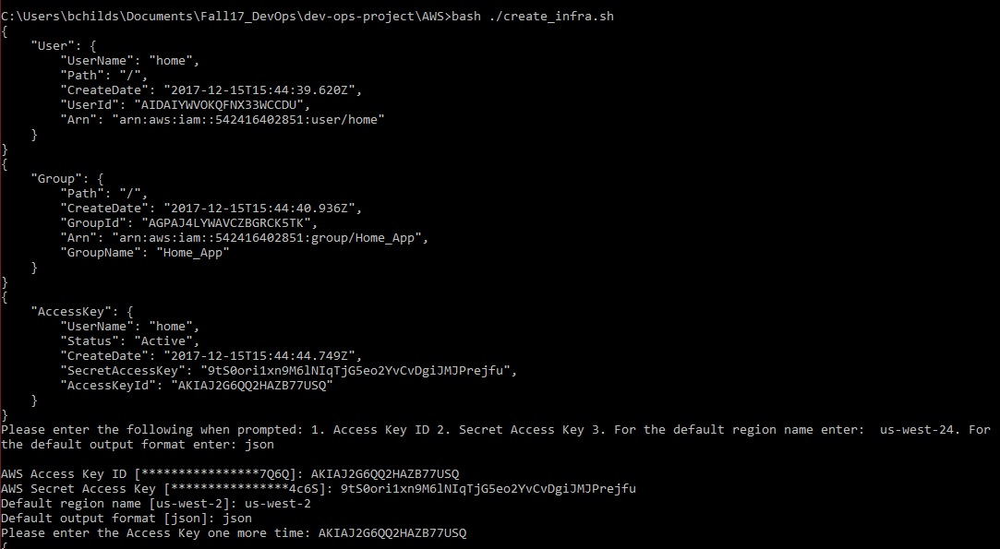 C:\Users\bchilds\Documents\Fall17_DevOps\dev-ops-project\AWS>bash ./create_infra.sh
{
    "User": {
        "UserName": "home",
        "Path": "/",
        "CreateDate": "2017-12-15T15:44:39.620Z",
        "UserId": "AIDAIYWVOKQFNX33WCCDU",
        "Arn": "arn:aws:iam::542416402851:user/home"
    }
}
{
    "Group": {
        "Path": "/",
        "CreateDate": "2017-12-15T15:44:40.936Z",
        "GroupId": "AGPAJ4LYWAVCZBGRCK5TK",
        "Arn": "arn:aws:iam::542416402851:group/Home_App",
        "GroupName": "Home_App"
    }
}
{
    "AccessKey": {
        "UserName": "home",
        "Status": "Active",
        "CreateDate": "2017-12-15T15:44:44.749Z",
        "SecretAccessKey": "9tS0ori1xn9M6lNIqTjG5eo2YvCvDgiJMJPrejfu",
        "AccessKeyId": "AKIAJ2G6QQ2HAZB77USQ"
    }
}
Please enter the following when prompted: 1. Access Key ID 2. Secret Access Key 3. For the default region name enter:  us-west-24. For
the default output format enter: json
AWS Access Key ID [****************7Q6Q]: AKIAJ2G6QQ2HAZB77USQ
AWS Secret Access Key [****************4c6S]: 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
Default region name [us-west-2]: us-west-2
Default output format [json]: json
Please enter the Access Key one more time: AKIAJ2G6QQ2HAZB77USQ
{